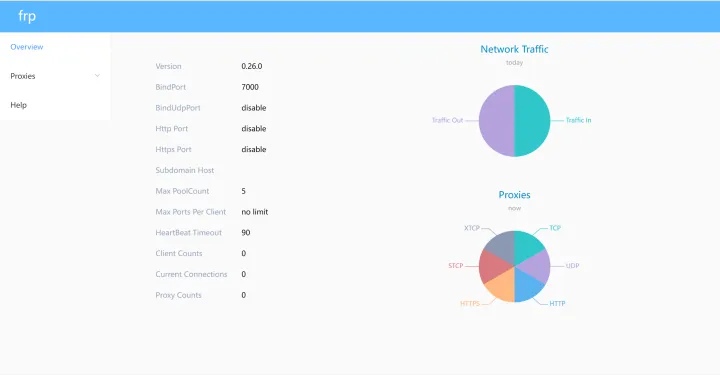 frp
Overview
Proxies
Help
Version 0.26.0
BindPort 7000
BindUdpPort disable
Http Port disable
Https Port disable
Subdomain Host
Max PoolCount 5
Max Ports Per Client no limit
HeartBeat Timeout 90
Client Counts 0
Current Connections 0
Proxy Counts 0
Network Traffic
today
Traffic Out Traffic In
Proxies
now
XTCP TCP
STCP UDP
HTTPS HTTP